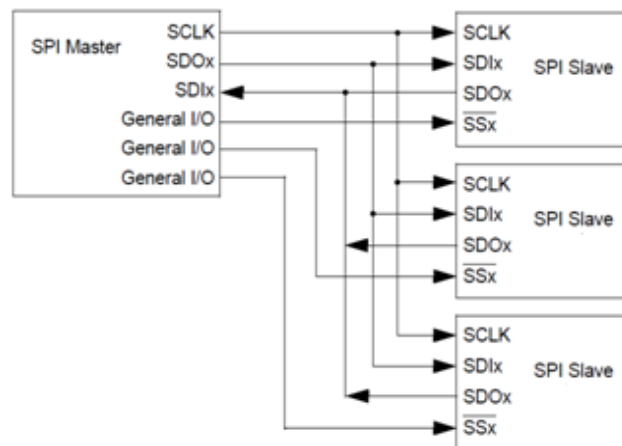 SPI Master
SCLK
SDOx
SDIx
General I/O
General I/O
General I/O
SCLK
SDIx
SDOx
SSx
SPI Slave
SCLK
SDIx
SDOx
SSx
SPI Slave
SCLK
SDIx
SDOx
SSx
SPI Slave